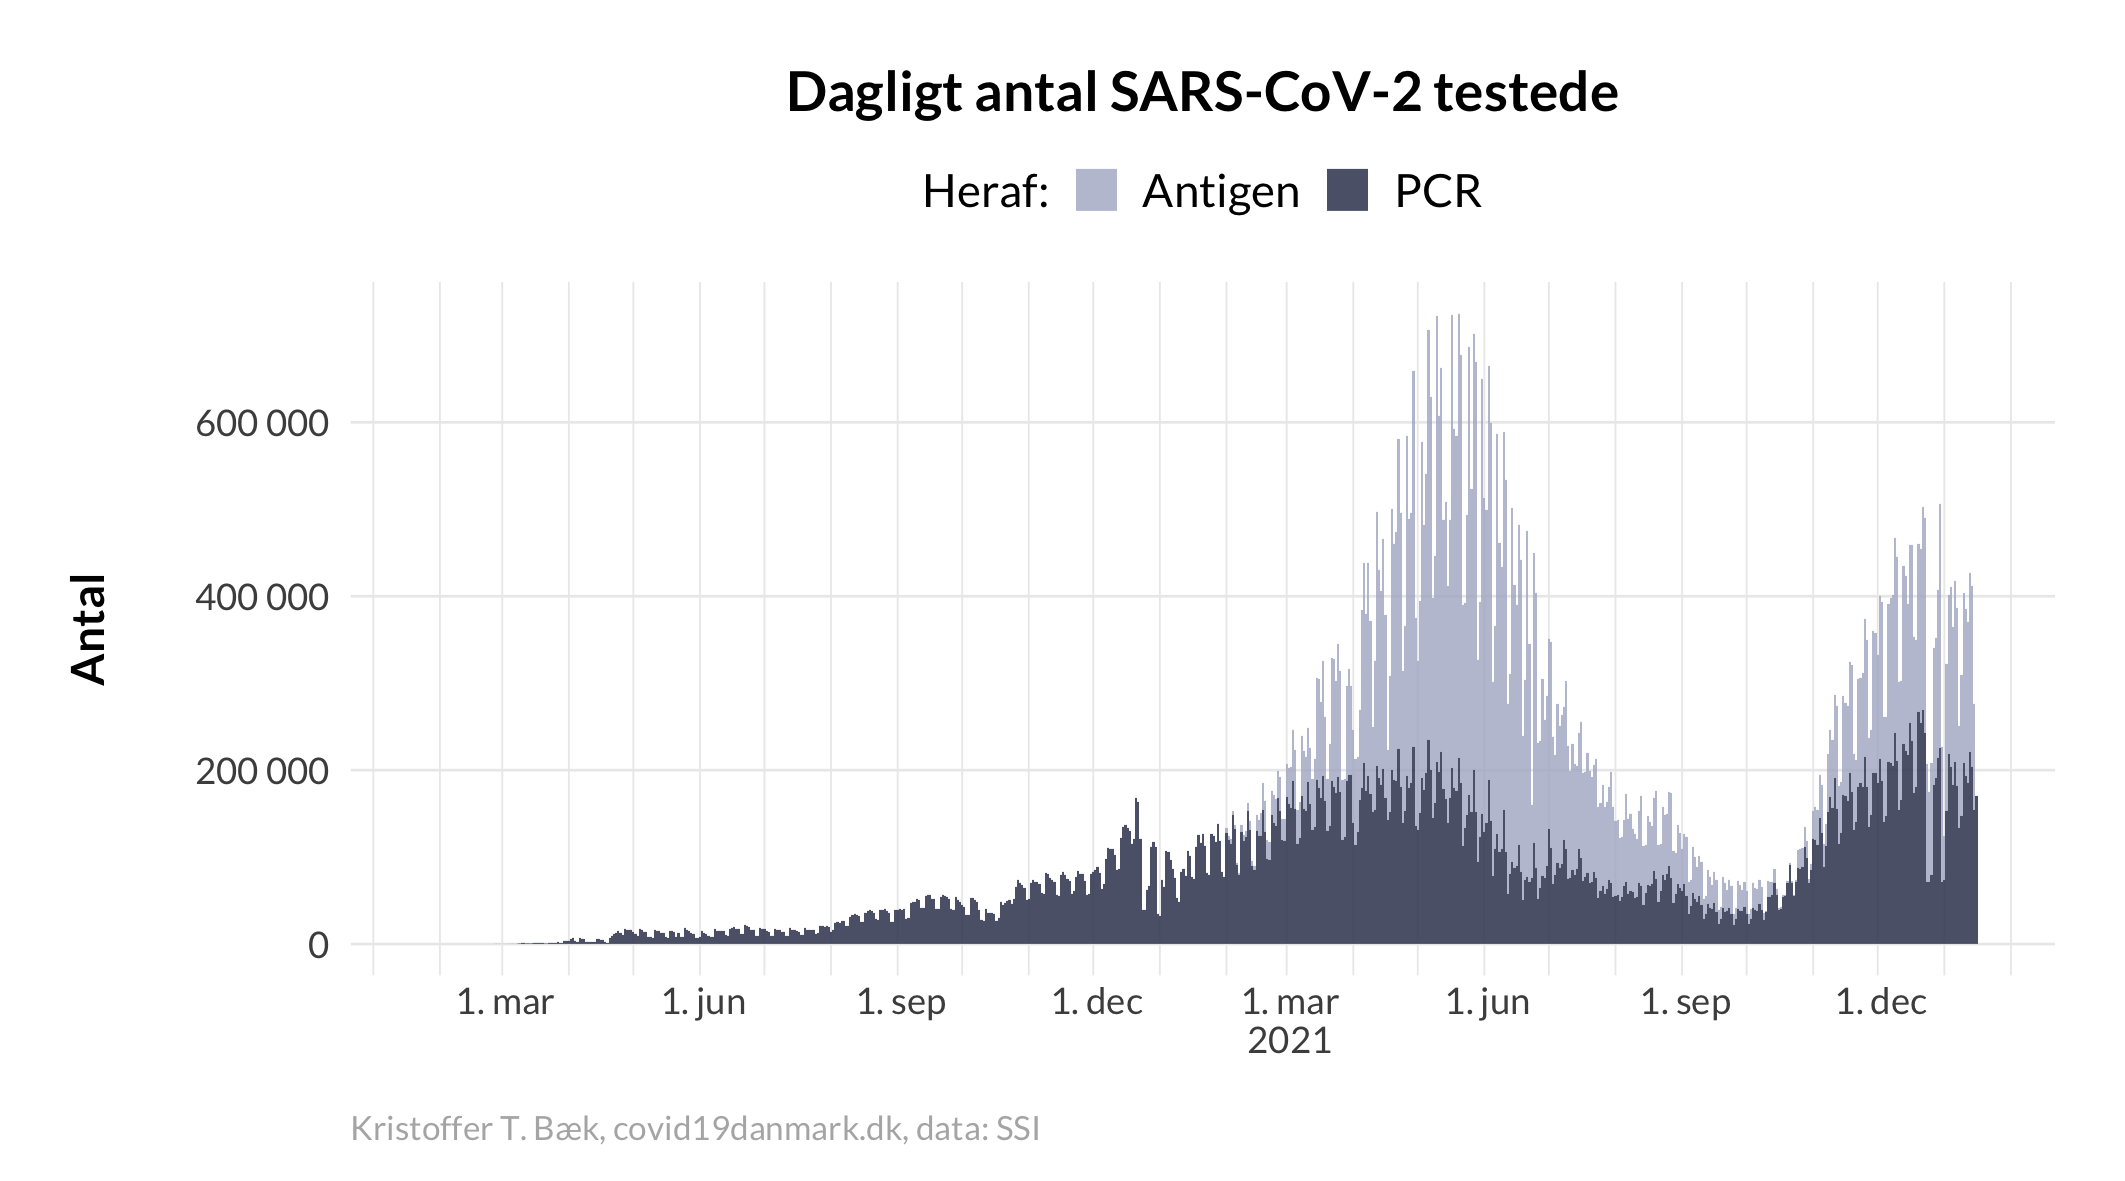 Dagligt antal SARS-CoV-2 testede
Heraf: Antigen PCR
Antal
600 000
400 000
200 000
0
1. mar 1. jun 1. sep 1. dec 1. mar 1. jun 1. sep 1. dec
2021
Kristoffer T. Bæk, covid19danmark.dk, data: SSI